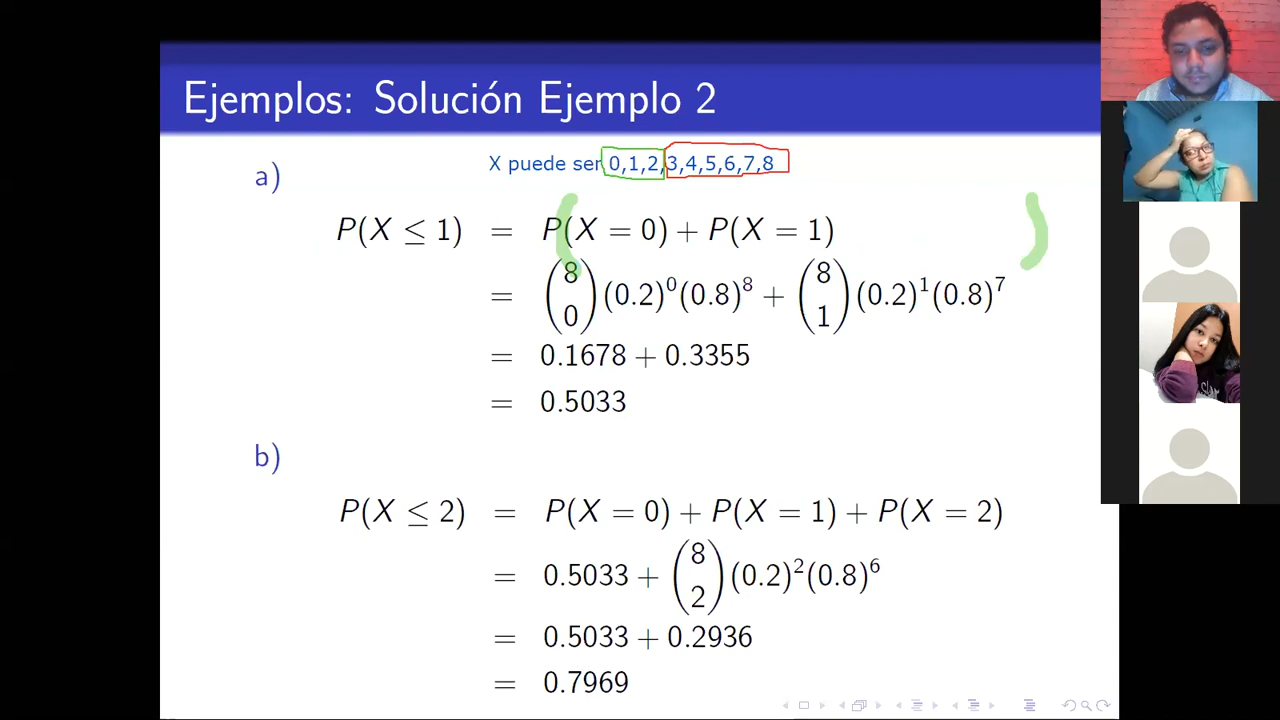 Ejemplos: Solución Ejemplo 2
X puede ser 0,1,2,3,4,5,6,7,8
a)
P(X ≤ 1) = P(X = 0) + P(X = 1)
= (8 0)(0.2)^0(0.8)^8 + (8 1)(0.2)^1(0.8)^7
= 0.1678 + 0.3355
= 0.5033
b)
P(X ≤ 2) = P(X = 0) + P(X = 1) + P(X = 2)
= 0.5033 + (8 2)(0.2)^2(0.8)^6
= 0.5033 + 0.2936
= 0.7969